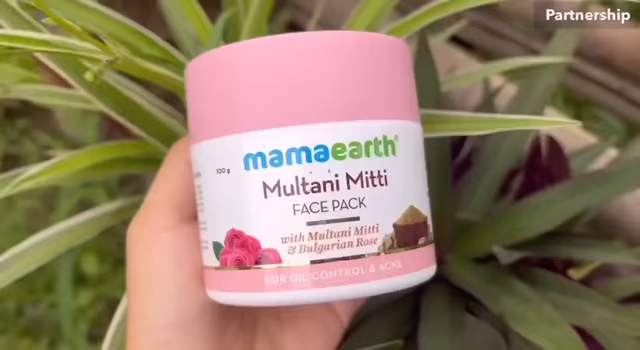 Partnership
100 g
mamaearth®
Multani Mitti
FACE PACK
with Multani Mitti
& Bulgarian Rose
FOR OIL CONTROL & ACNE